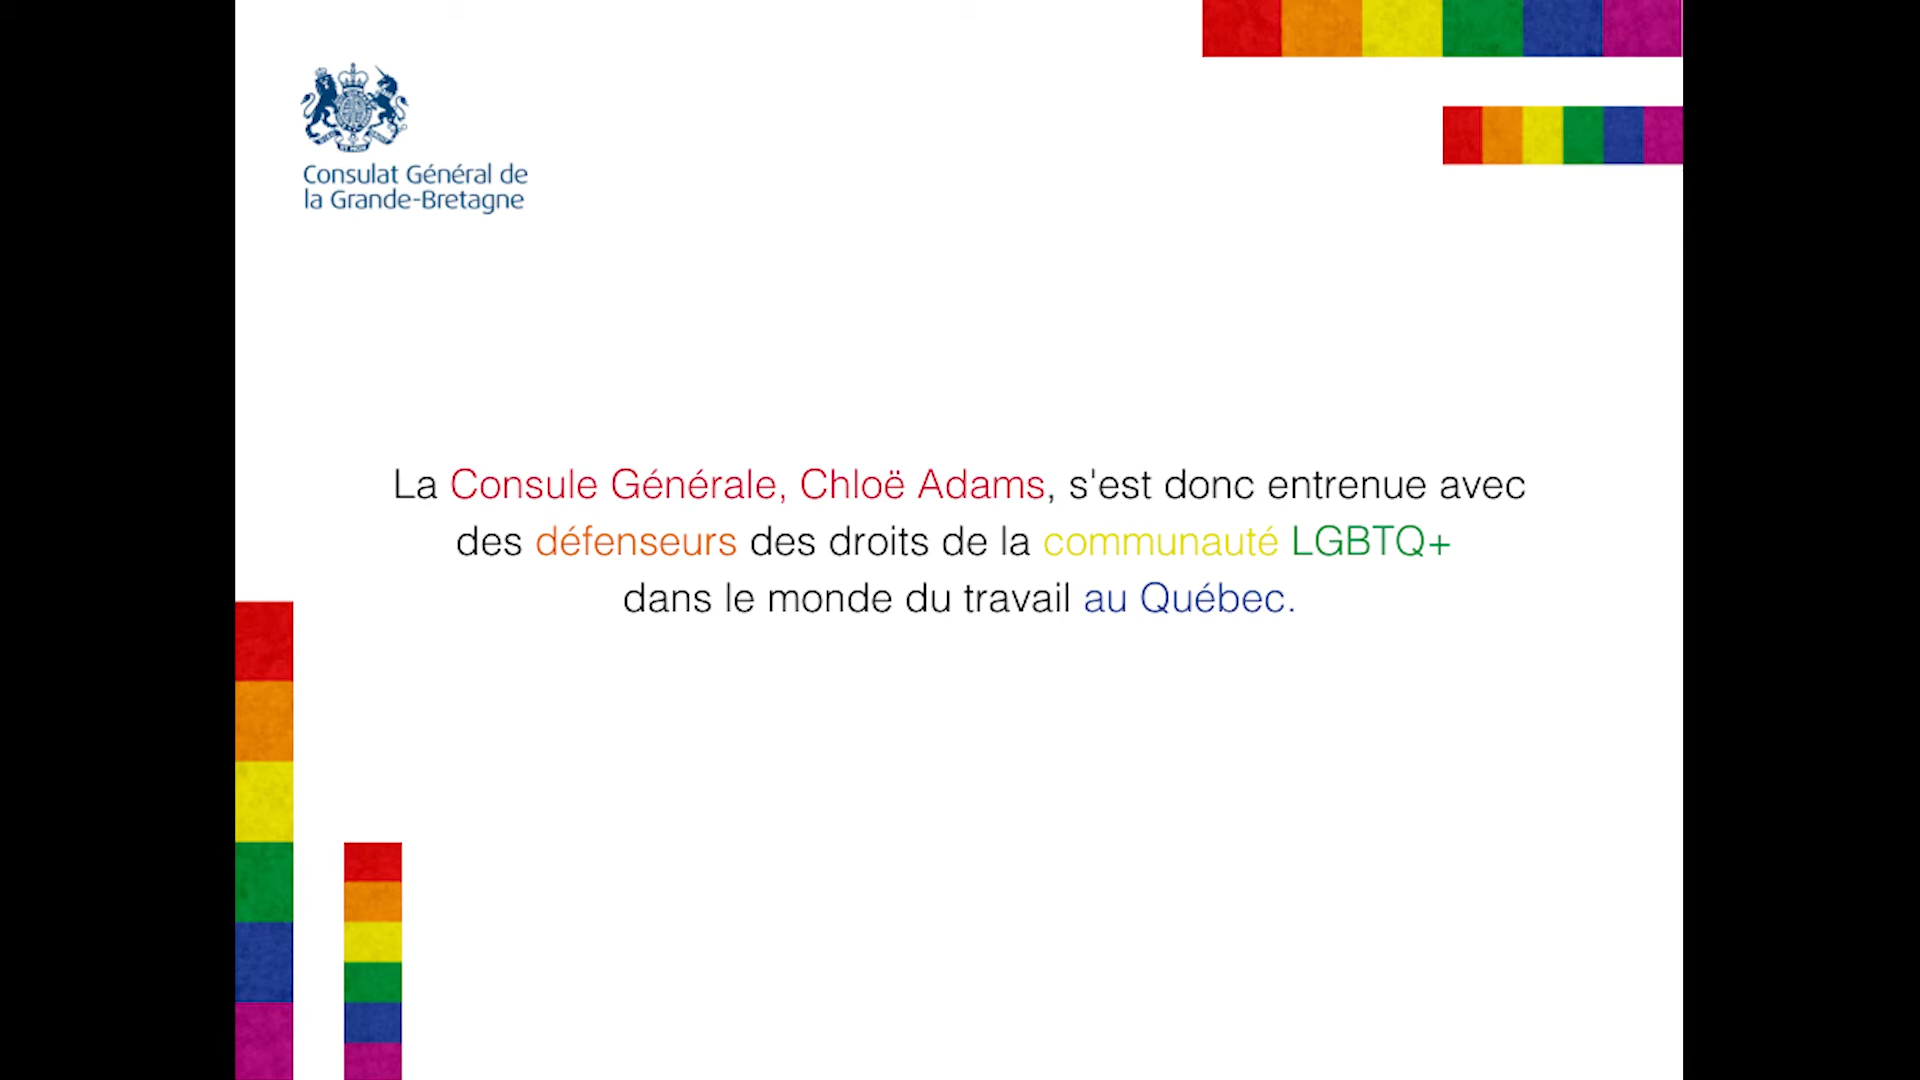 Consulat Général de
la Grande-Bretagne
La Consule Générale, Chloë Adams, s'est donc entrenue avec
des défenseurs des droits de la communauté LGBTQ+
dans le monde du travail au Québec.